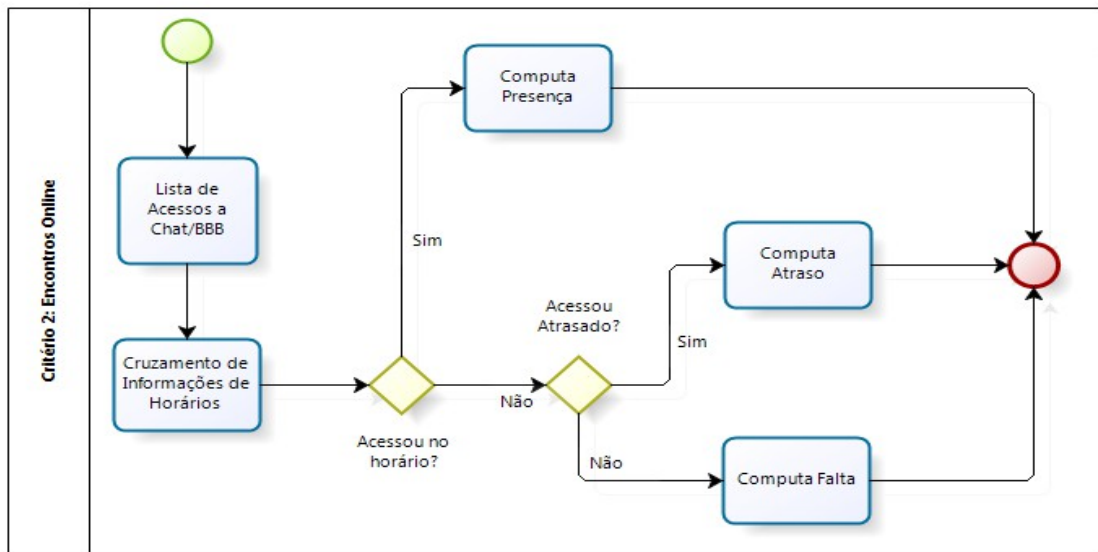 Critério 2: Encontros Online
Lista de
Acessos a
Chat/BBB
Cruzamento de
Informações de
Horários
Acessou no
horário?
Sim
Computa
Presença
Não
Acessou
Atrasado?
Sim
Computa
Atraso
Não
Computa Falta